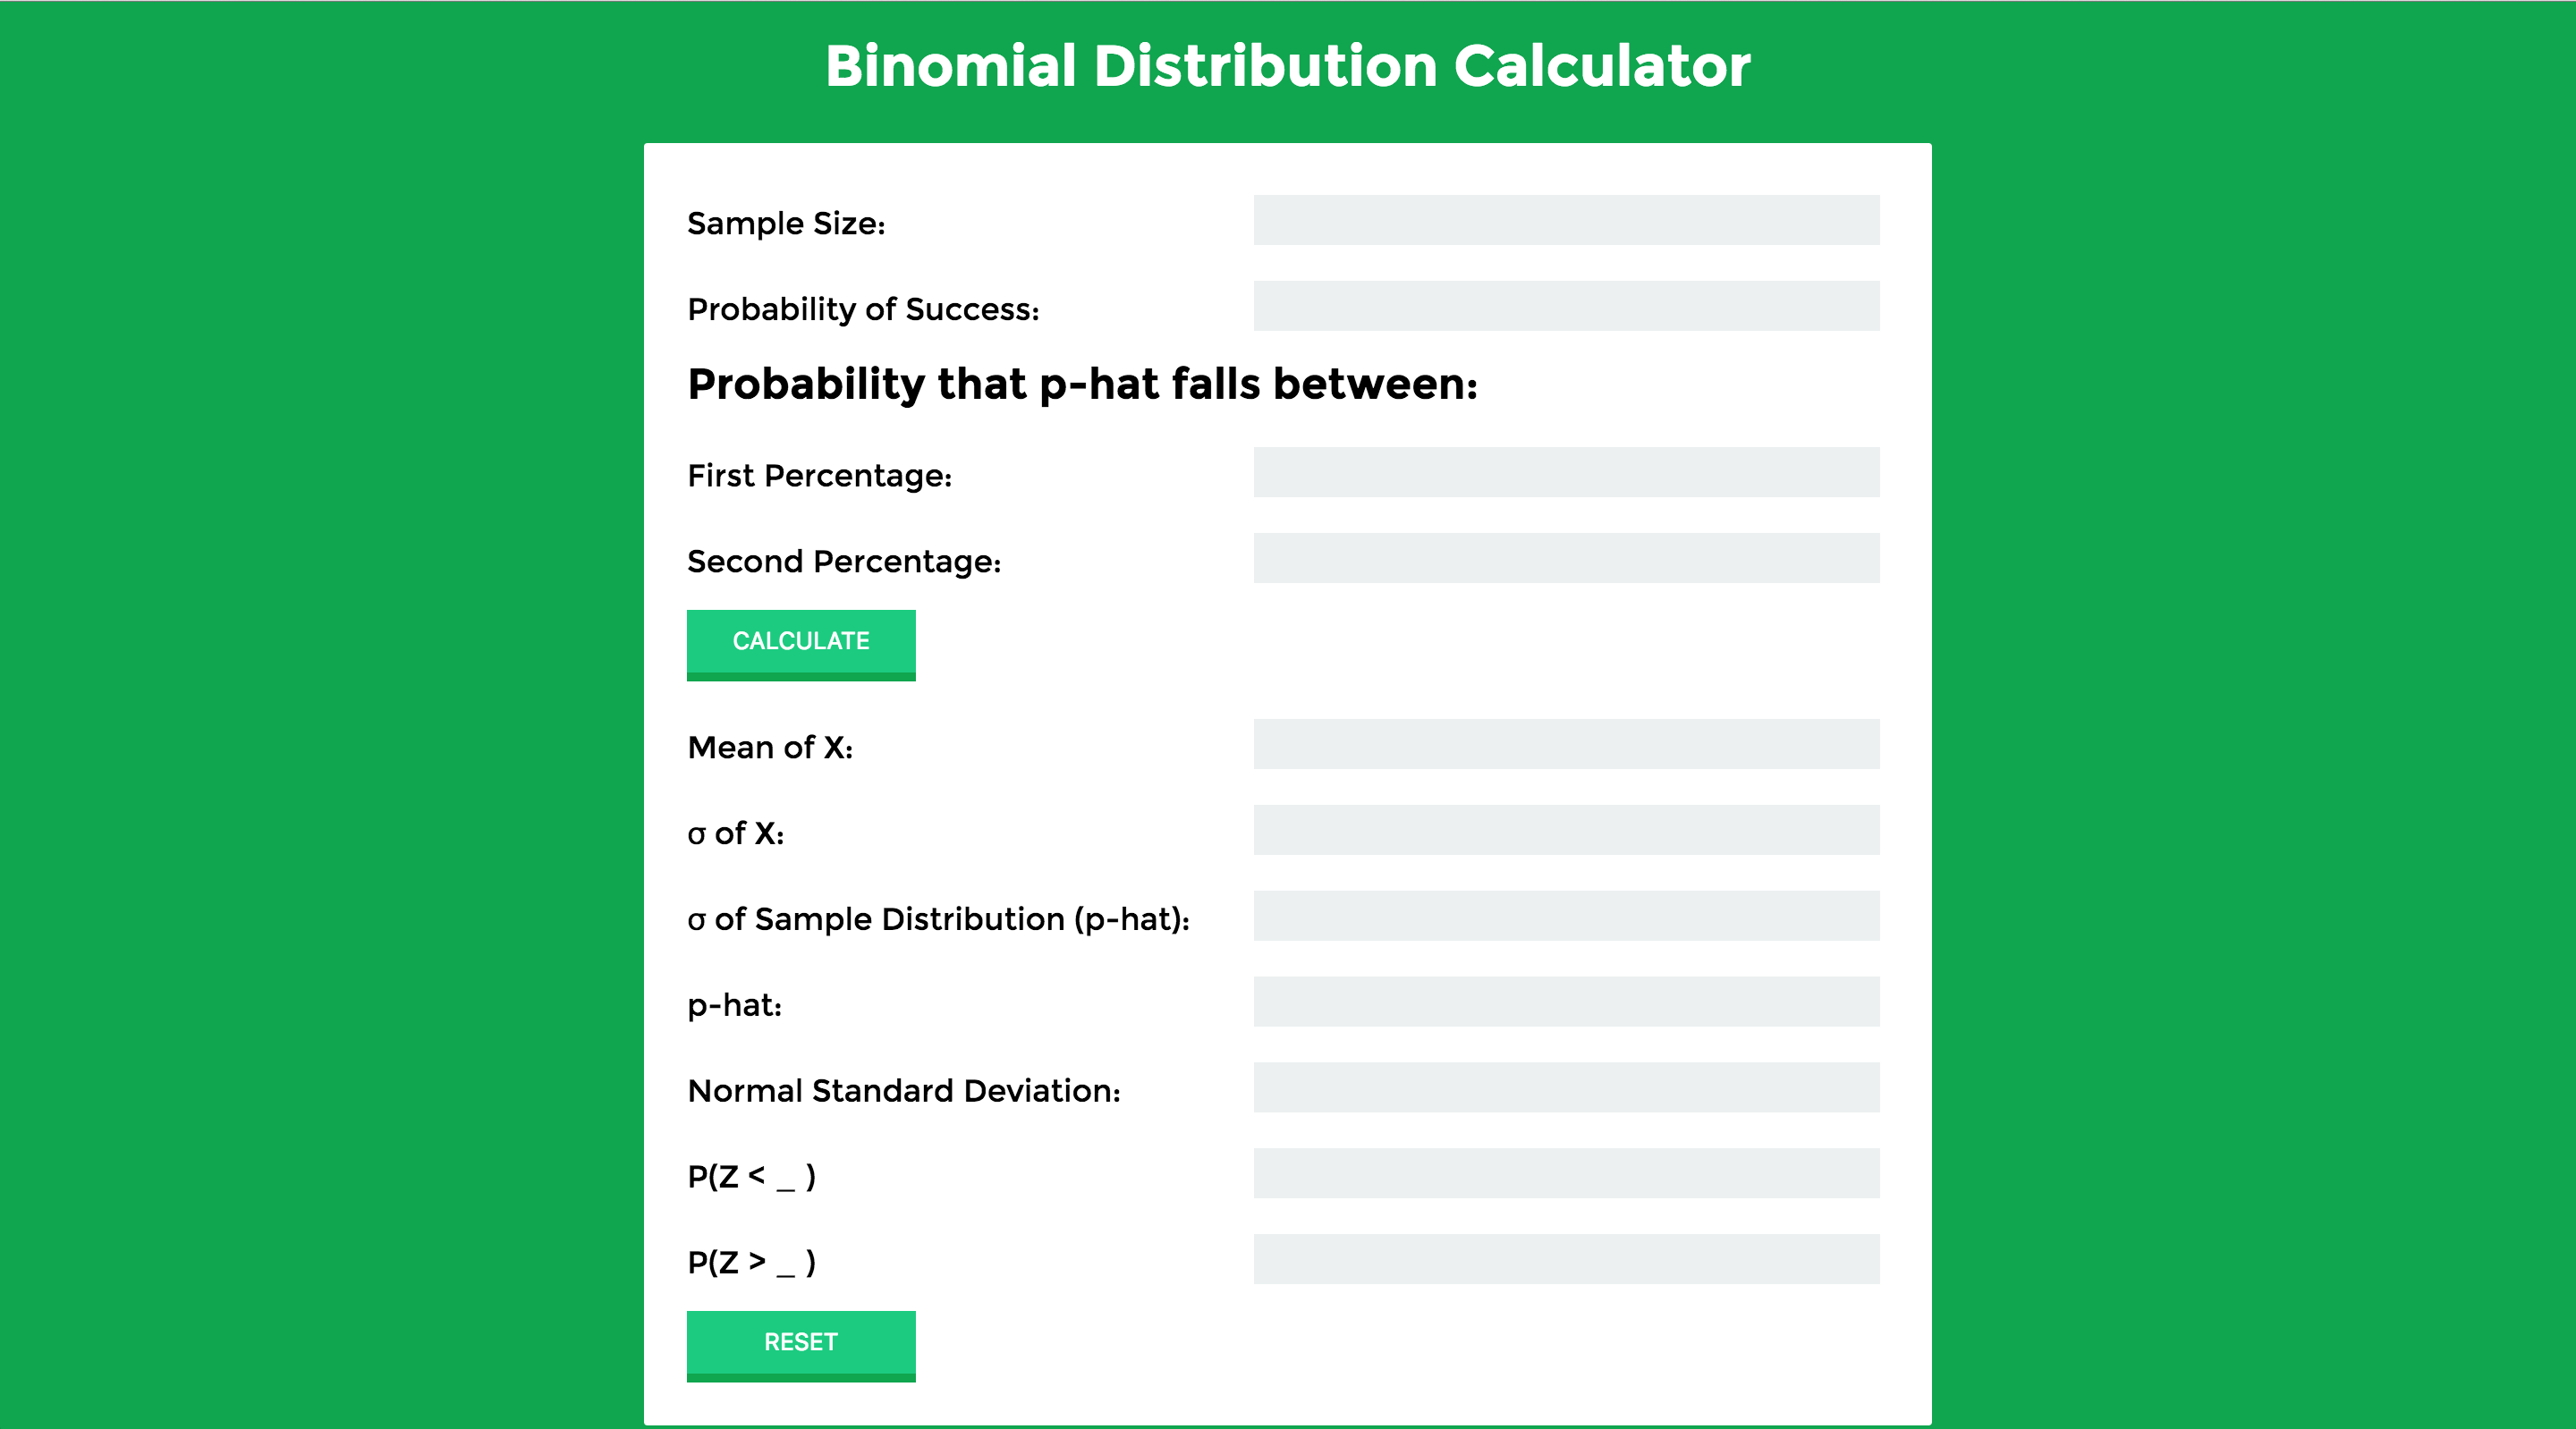 Binomial Distribution Calculator
Sample Size:
Probability of Success:
Probability that p-hat falls between:
First Percentage:
Second Percentage:
CALCULATE
Mean of X:
σ of X:
σ of Sample Distribution (p-hat):
p-hat:
Normal Standard Deviation:
P(Z < _ )
P(Z > _ )
RESET